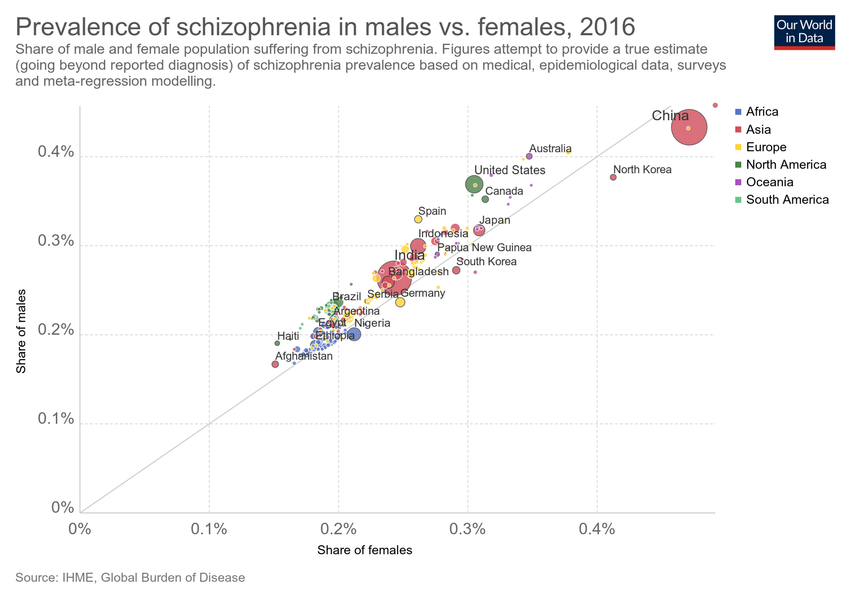 Prevalence of schizophrenia in males vs. females, 2016
Our World
in Data
Share of male and female population suffering from schizophrenia. Figures attempt to provide a true estimate
(going beyond reported diagnosis) of schizophrenia prevalence based on medical, epidemiological data, surveys
and meta-regression modelling.
China
Africa
Asia
Europe
North America
Oceania
South America
0.4%
Australia
United States
North Korea
Canada
Spain
Japan
0.3%
Indonesia
Papua New Guinea
India
South Korea
Bangladesh
Brazil
Serbia
Germany
Argentina
Egypt
Nigeria
0.2%
Haiti
Ethiopia
Afghanistan
Share of males
0.1%
0%
0%
0.1%
0.2%
0.3%
0.4%
Share of females
Source: IHME, Global Burden of Disease